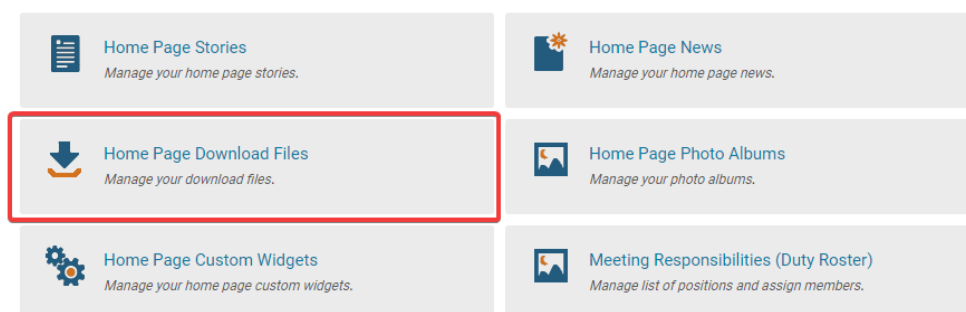 Home Page Stories
Manage your home page stories.
Home Page News
Manage your home page news.
Home Page Download Files
Manage your download files.
Home Page Photo Albums
Manage your photo albums.
Home Page Custom Widgets
Manage your home page custom widgets.
Meeting Responsibilities (Duty Roster)
Manage list of positions and assign members.